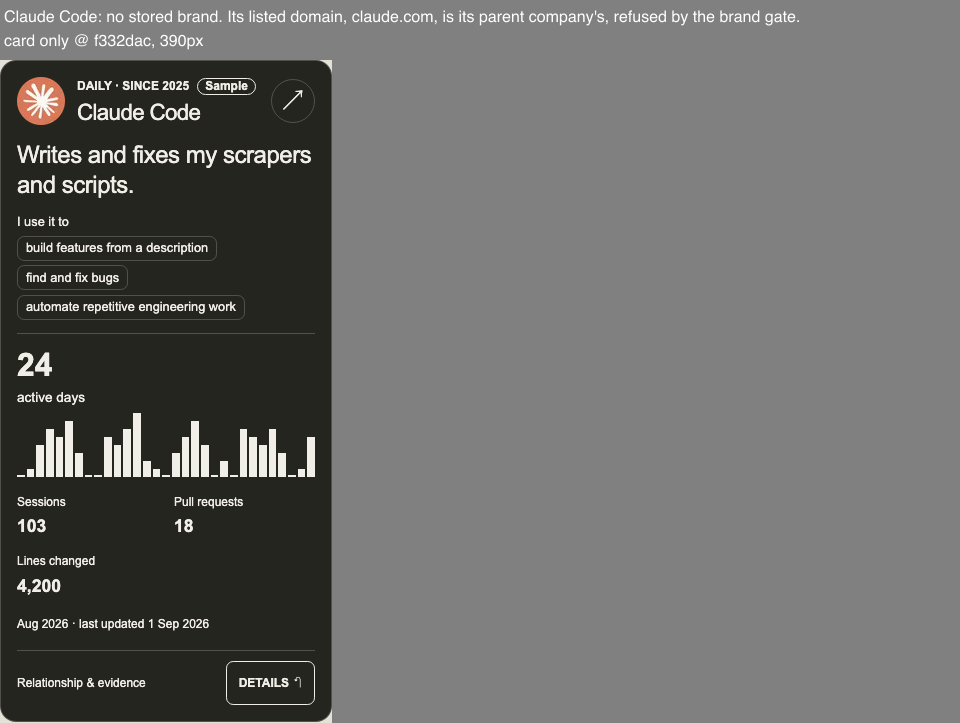 Claude Code: no stored brand. Its listed domain, claude.com, is its parent company's, refused by the brand gate.
card only @ f332dac, 390px
DAILY · SINCE 2025 Sample
Claude Code
Writes and fixes my scrapers
and scripts.
I use it to
build features from a description
find and fix bugs
automate repetitive engineering work
24
active days
Sessions Pull requests
103 18
Lines changed
4,200
Aug 2026 · last updated 1 Sep 2026
Relationship & evidence DETAILS